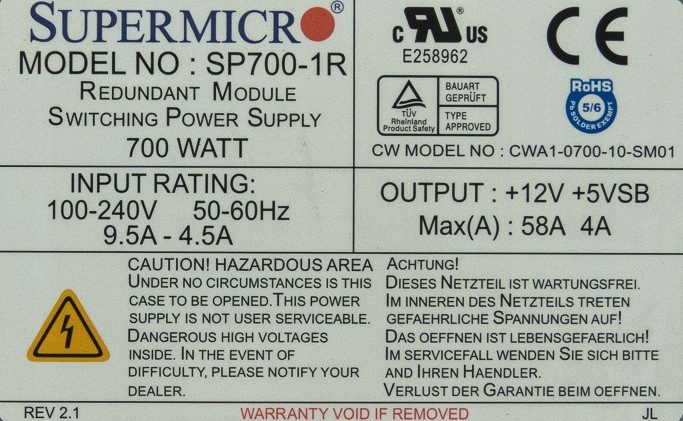 SUPERMICRO®
MODEL NO : SP700-1R
REDUNDANT MODULE
SWITCHING POWER SUPPLY
700 WATT
c RU US
E258962
CE
TÜV
Rheinland
Product Safety
BAUART
GEPRÜFT
TYPE
APPROVED
RoHS
5/6
Pb SOLDER EXEMPT
CW MODEL NO : CWA1-0700-10-SM01
INPUT RATING:
100-240V 50-60Hz
9.5A - 4.5A
OUTPUT : +12V +5VSB
Max(A) : 58A 4A
CAUTION! HAZARDOUS AREA
UNDER NO CIRCUMSTANCES IS THIS
CASE TO BE OPENED.THIS POWER
SUPPLY IS NOT USER SERVICEABLE.
DANGEROUS HIGH VOLTAGES
INSIDE. IN THE EVENT OF
DIFFICULTY, PLEASE NOTIFY YOUR
DEALER.
ACHTUNG!
DIESES NETZTEIL IST WARTUNGSFREI.
IM INNEREN DES NETZTEILS TRETEN
GEFAEHRLICHE SPANNUNGEN AUF!
DAS OEFFNEN IST LEBENSGEFAERLICH!
IM SERVICEFALL WENDEN SIE SICH BITTE
AND IHREN HAENDLER.
VERLUST DER GARANTIE BEIM OEFFNEN.
REV 2.1
WARRANTY VOID IF REMOVED
JL